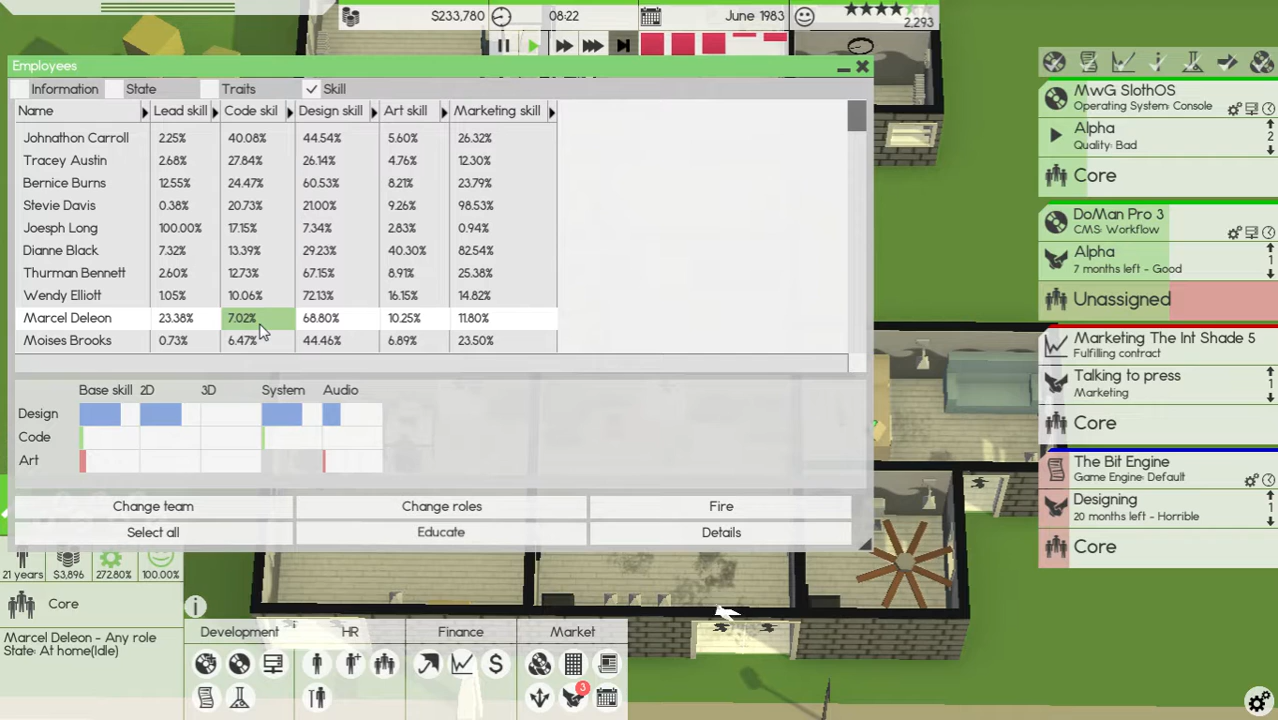 $233,780 08:22 June 1983 2,293
Employees
Information State Traits Skill
Name Lead skill Code skil Design skill Art skill Marketing skill
Johnathon Carroll 2.25% 40.08% 44.54% 5.60% 26.32%
Tracey Austin 2.68% 27.84% 26.14% 4.76% 12.30%
Bernice Burns 12.55% 24.47% 60.53% 8.21% 23.79%
Stevie Davis 0.38% 20.73% 21.00% 9.26% 98.53%
Joesph Long 100.00% 17.15% 7.34% 2.83% 0.94%
Dianne Black 7.32% 13.39% 29.23% 40.30% 82.54%
Thurman Bennett 2.60% 12.73% 67.15% 8.91% 25.38%
Wendy Elliott 1.05% 10.06% 72.13% 16.15% 14.82%
Marcel Deleon 23.38% 7.02% 68.80% 10.25% 11.80%
Moises Brooks 0.73% 6.47% 44.46% 6.89% 23.50%
Base skill 2D 3D System Audio
Design
Code
Art
Change team Change roles Fire
Select all Educate Details
21 years $3,896 272.80% 100.00%
Core
Marcel Deleon - Any role
State: At home(Idle)
Development HR Finance Market
3
MwG SlothOS
Operating System: Console
Alpha
Quality: Bad
2
Core
DoMan Pro 3
CMS: Workflow
Alpha
7 months left - Good
1
Unassigned
Marketing The Int Shade 5
Fulfilling contract
Talking to press
Marketing
1
Core
The Bit Engine
Game Engine: Default
Designing
20 months left - Horrible
1
Core